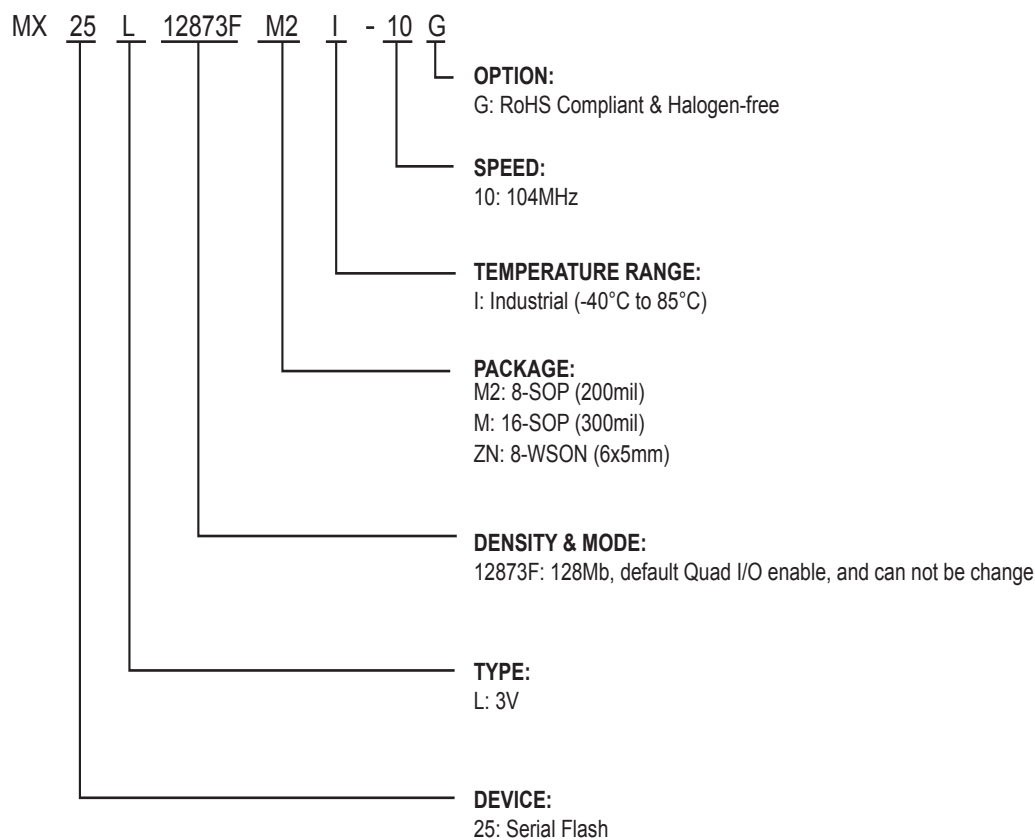 MX 25 L 12873F M2 I - 10 G
OPTION:
G: RoHS Compliant & Halogen-free
SPEED:
10: 104MHz
TEMPERATURE RANGE:
I: Industrial (-40°C to 85°C)
PACKAGE:
M2: 8-SOP (200mil)
M: 16-SOP (300mil)
ZN: 8-WSON (6x5mm)
DENSITY & MODE:
12873F: 128Mb, default Quad I/O enable, and can not be change
TYPE:
L: 3V
DEVICE:
25: Serial Flash